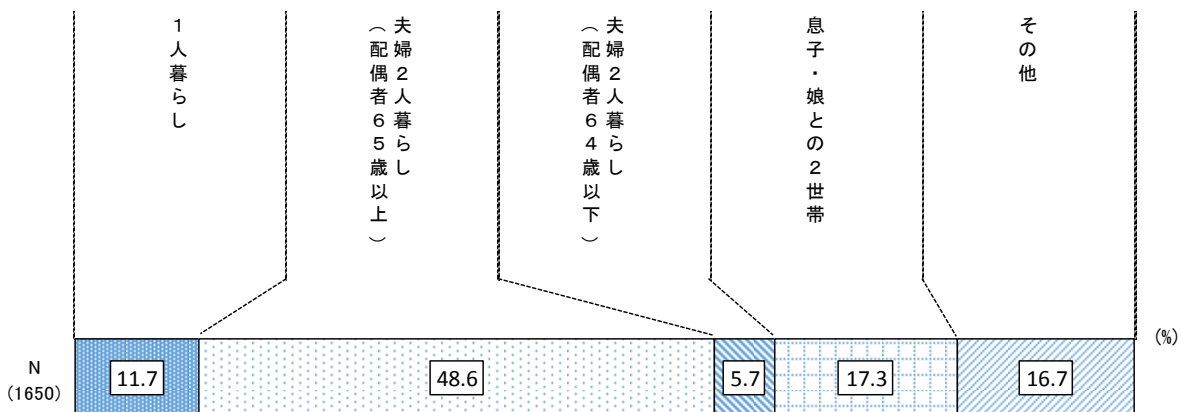 １人暮らし
夫婦２人暮らし
（配偶者６５歳以上）
夫婦２人暮らし
（配偶者６４歳以下）
息子・娘との２世帯
その他
(%)
N
(1650)
11.7
48.6
5.7
17.3
16.7